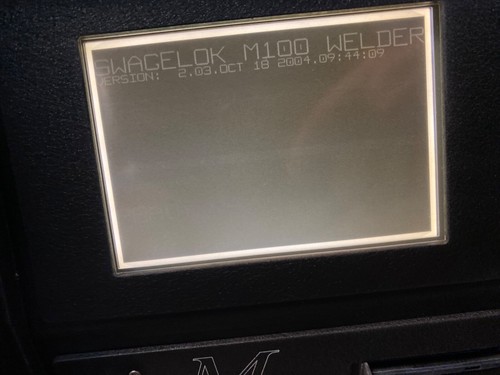 SWAGELOK M100 WELDER
VERSION: 2.03.OCT 18 2004.09:44:09
M